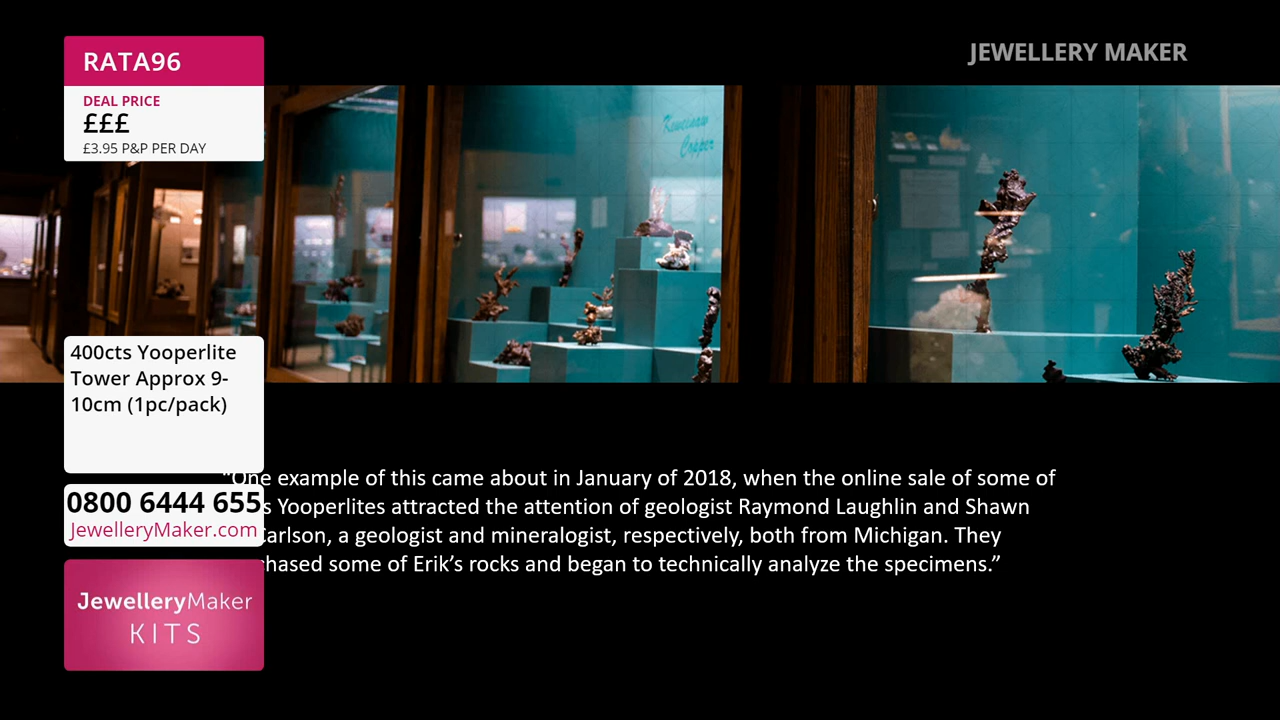 RATA96
DEAL PRICE
£££
£3.95 P&P PER DAY
JEWELLERY MAKER
Keweenaw
Copper
400cts Yooperlite
Tower Approx 9-
10cm (1pc/pack)
0800 6444 655
JewelleryMaker.com
JewelleryMaker
KITS
"One example of this came about in January of 2018, when the online sale of some of
s Yooperlites attracted the attention of geologist Raymond Laughlin and Shawn
Carlson, a geologist and mineralogist, respectively, both from Michigan. They
chased some of Erik’s rocks and began to technically analyze the specimens.”